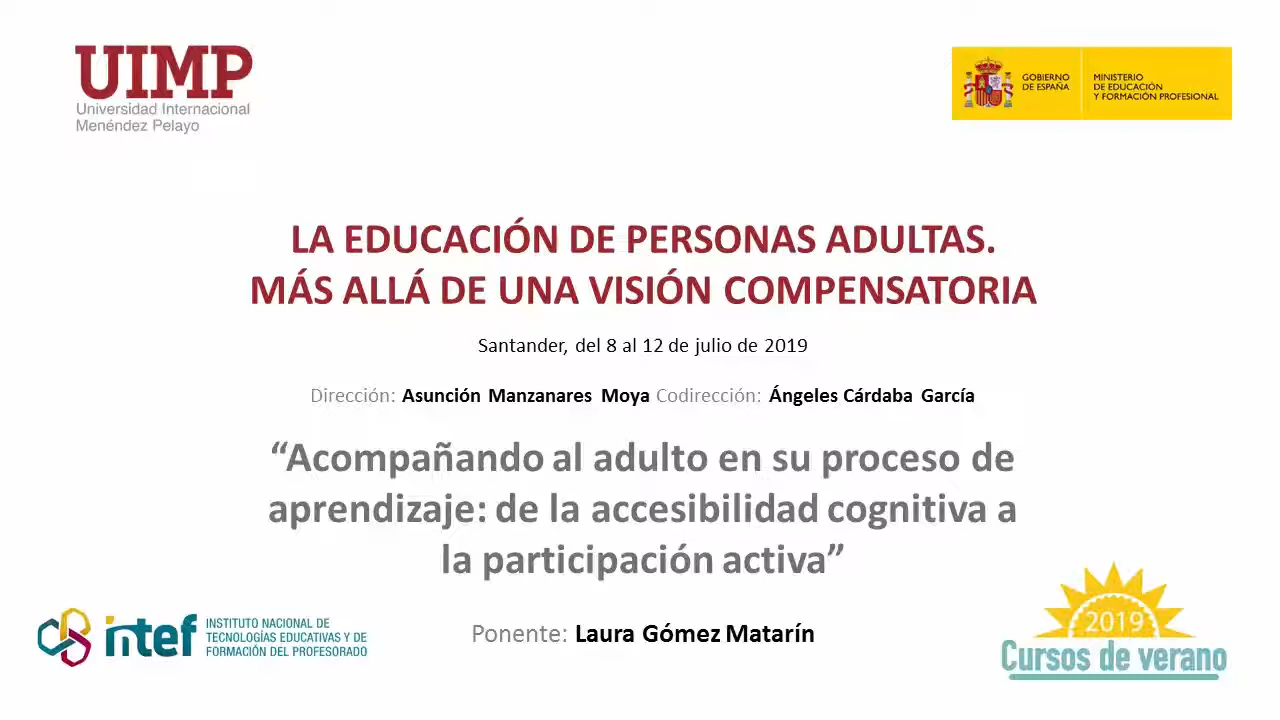 UIMP
Universidad Internacional
Menéndez Pelayo
GOBIERNO
DE ESPAÑA
MINISTERIO
DE EDUCACIÓN
Y FORMACIÓN PROFESIONAL
LA EDUCACIÓN DE PERSONAS ADULTAS.
MÁS ALLÁ DE UNA VISIÓN COMPENSATORIA
Santander, del 8 al 12 de julio de 2019
Dirección: Asunción Manzanares Moya Codirección: Ángeles Cárdaba García
“Acompañando al adulto en su proceso de
aprendizaje: de la accesibilidad cognitiva a
la participación activa”
Ponente: Laura Gómez Matarín
intef
INSTITUTO NACIONAL DE
TECNOLOGÍAS EDUCATIVAS Y DE
FORMACIÓN DEL PROFESORADO
2019
Cursos de verano